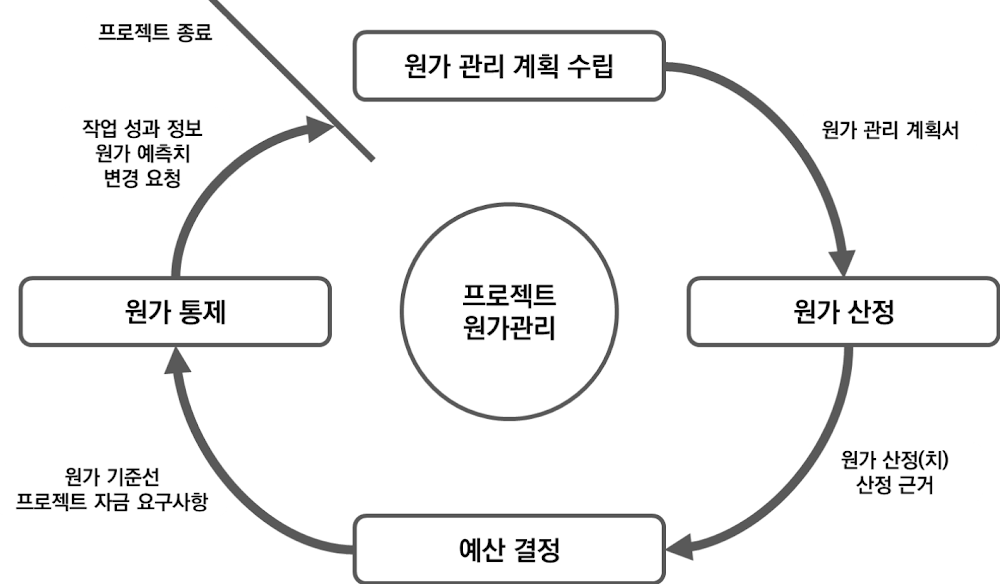 프로젝트 종료
원가 관리 계획 수립
작업 성과 정보
원가 예측치
변경 요청
원가 관리 계획서
프로젝트
원가관리
원가 통제
원가 산정
원가 기준선
프로젝트 자금 요구사항
원가 산정(치)
산정 근거
예산 결정